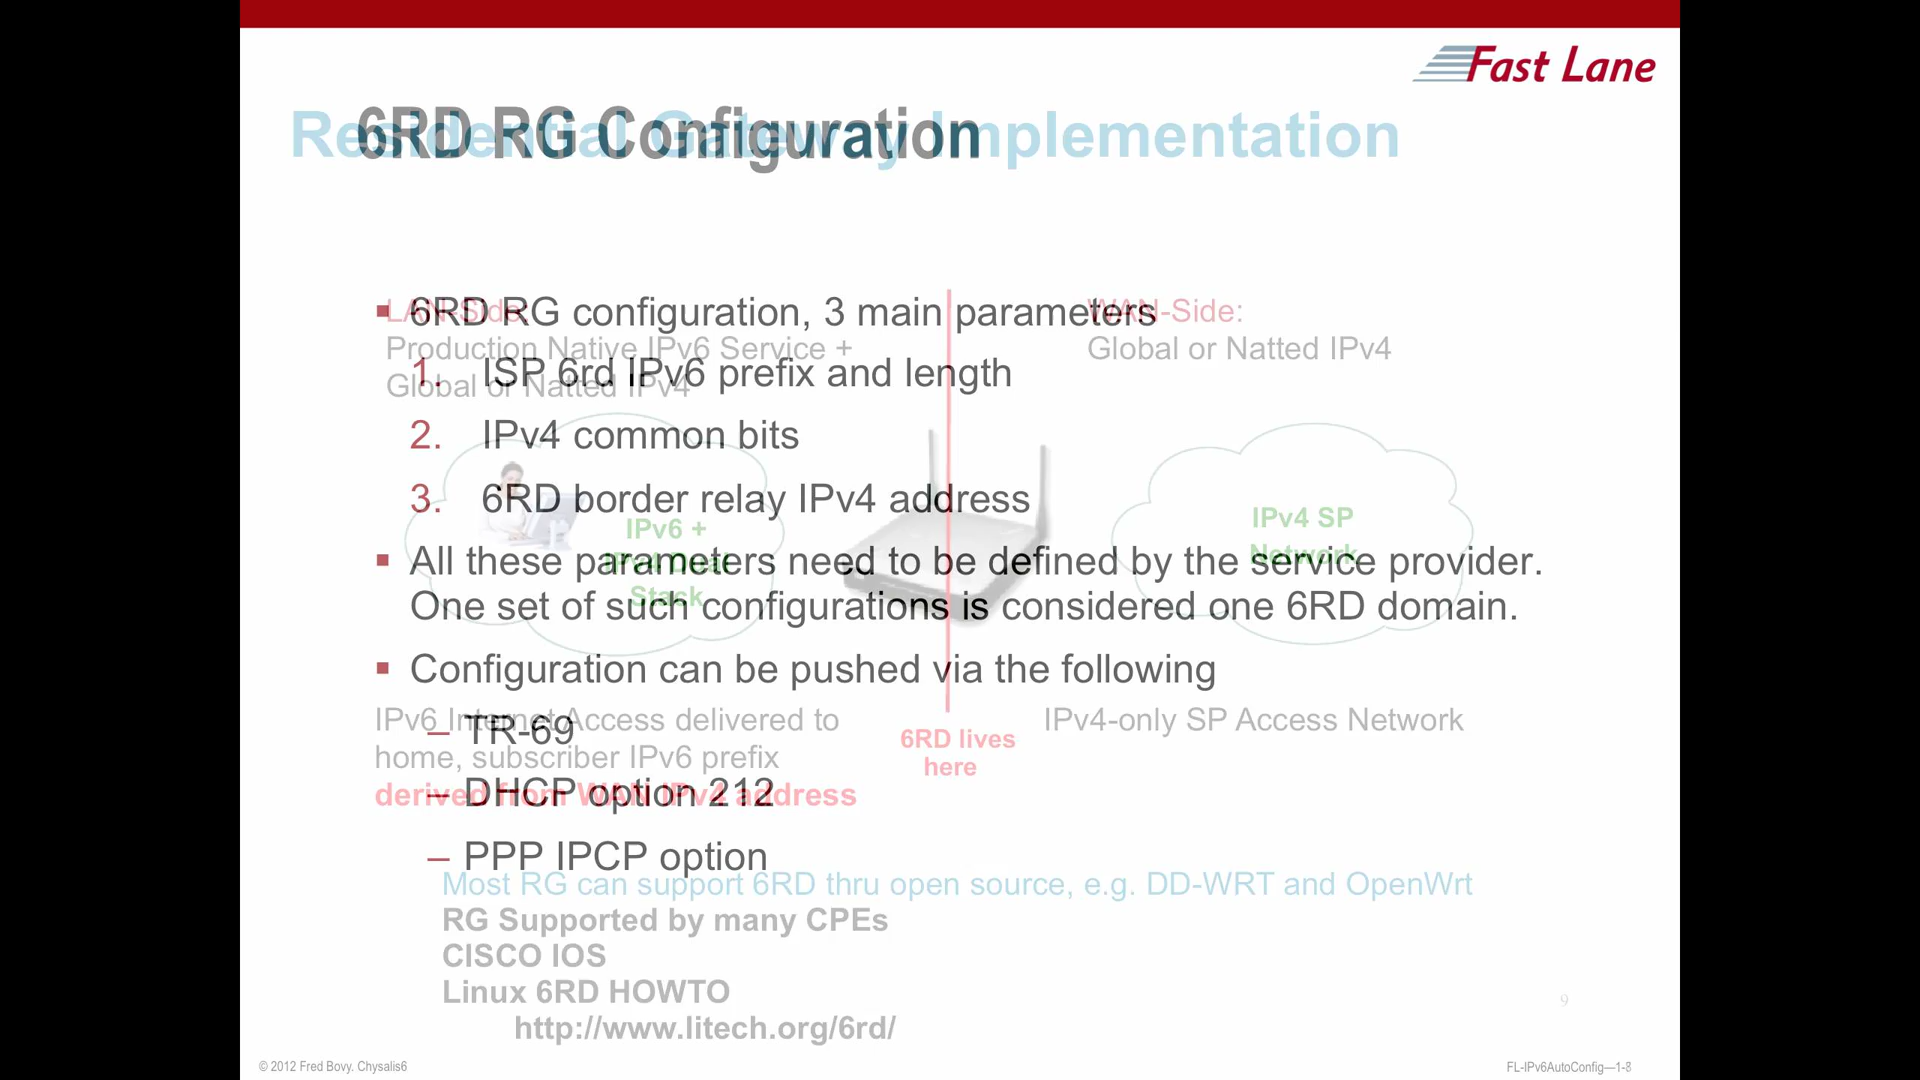 Fast Lane
6RD RG Configuration
Residential Gateway Implementation
▪ 6RD RG configuration, 3 main parameters
1. ISP 6rd IPv6 prefix and length
2. IPv4 common bits
3. 6RD border relay IPv4 address
▪ All these parameters need to be defined by the service provider.
One set of such configurations is considered one 6RD domain.
▪ Configuration can be pushed via the following
– TR-69
– DHCP option 212
– PPP IPCP option
LAN-Side:
Production Native IPv6 Service +
Global or Natted IPv4
WAN-Side:
Global or Natted IPv4
IPv6 +
IPv4 Dual
Stack
IPv4 SP
Network
IPv6 Internet Access delivered to
home, subscriber IPv6 prefix
derived from WAN IPv4 address
6RD lives
here
IPv4-only SP Access Network
Most RG can support 6RD thru open source, e.g. DD-WRT and OpenWrt
RG Supported by many CPEs
CISCO IOS
Linux 6RD HOWTO
http://www.litech.org/6rd/
9
© 2012 Fred Bovy. Chysalis6
FL-IPv6AutoConfig—1-8